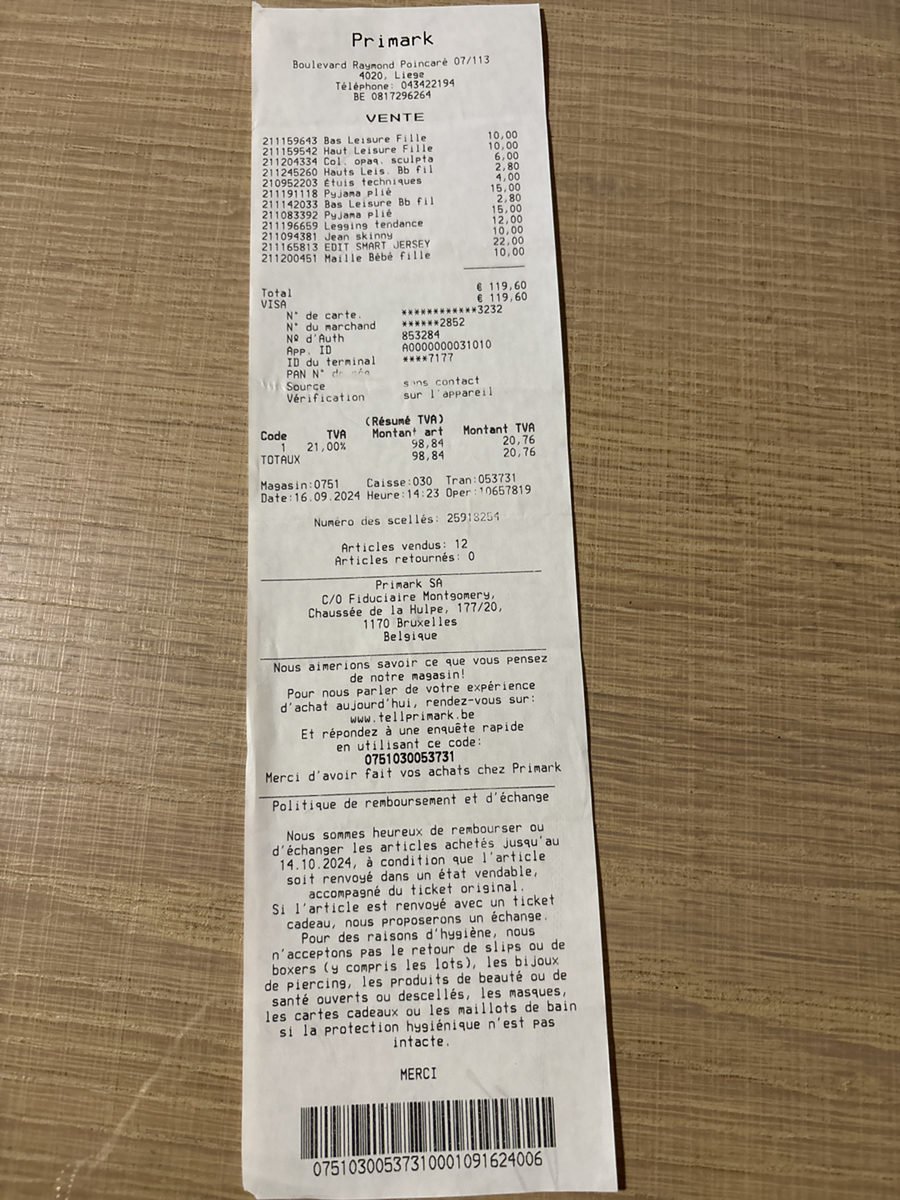 Primark
Boulevard Raymond Poincaré 07/113
4020, Liege
Téléphone: 043422194
BE 0817296264
VENTE
211159643 Bas Leisure Fille 10,00
211159542 Haut Leisure Fille 10,00
211204334 Col. opaq. sculpta 6,00
211245260 Hauts Leis. Bb fil 2,80
210952203 Étuis techniques 4,00
211191118 Pyjama plié 15,00
211142033 Bas Leisure Bb fil 2,80
211083392 Pyjama plié 15,00
211196659 Legging tendance 12,00
211094381 Jean skinny 10,00
211165813 EDIT SMART JERSEY 22,00
211200451 Maille Bébé fille 10,00
Total € 119,60
VISA € 119,60
N° de carte. ************3232
N° du marchand ******2852
Nº d'Auth 853284
App. ID A0000000031010
ID du terminal ****7177
PAN N°
Source sans contact
Vérification sur l'appareil
(Résumé TVA)
Code TVA Montant art Montant TVA
1 21,00% 98,84 20,76
TOTAUX 98,84 20,76
Magasin:0751 Caisse:030 Tran:053731
Date:16.09.2024 Heure:14:23 Oper:10657819
Numéro des scellés: 25918254
Articles vendus: 12
Articles retournés: 0
Primark SA
C/O Fiduciaire Montgomery,
Chaussée de la Hulpe, 177/20,
1170 Bruxelles
Belgique
Nous aimerions savoir ce que vous pensez
de notre magasin!
Pour nous parler de votre expérience
d'achat aujourd'hui, rendez-vous sur:
www.tellprimark.be
Et répondez à une enquête rapide
en utilisant ce code:
0751030053731
Merci d'avoir fait vos achats chez Primark
Politique de remboursement et d'échange
Nous sommes heureux de rembourser ou
d'échanger les articles achetés jusqu'au
14.10.2024, à condition que l'article
soit renvoyé dans un état vendable,
accompagné du ticket original.
Si l'article est renvoyé avec un ticket
cadeau, nous proposerons un échange.
Pour des raisons d'hygiène, nous
n'acceptons pas le retour de slips ou de
boxers (y compris les lots), les bijoux
de piercing, les produits de beauté ou de
santé ouverts ou descellés, les masques,
les cartes cadeaux ou les maillots de bain
si la protection hygiénique n'est pas
intacte.
MERCI
07510300537310001091624006